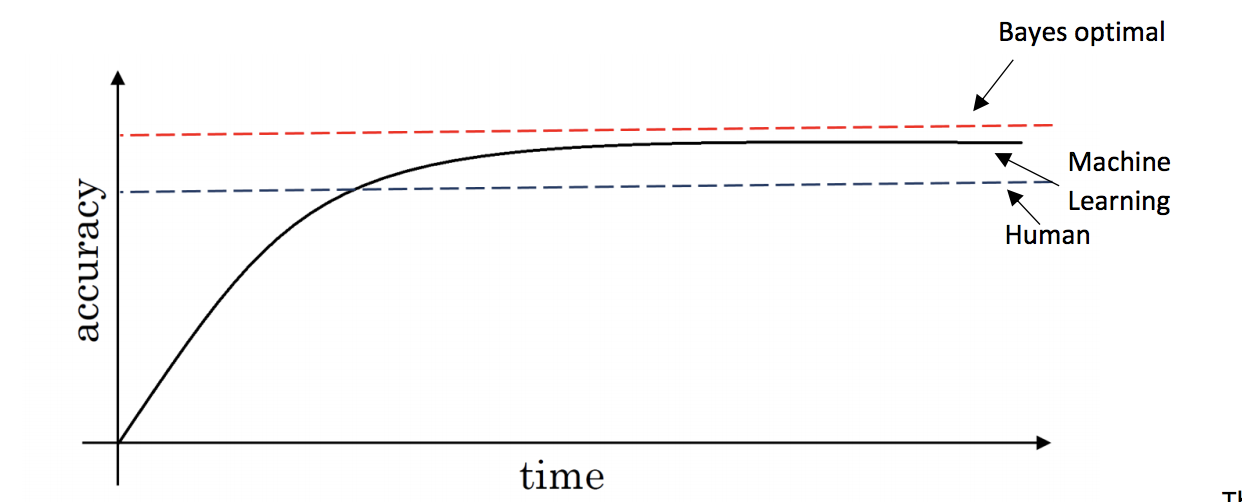 Bayes optimal
Machine
Learning
Human
accuracy
time